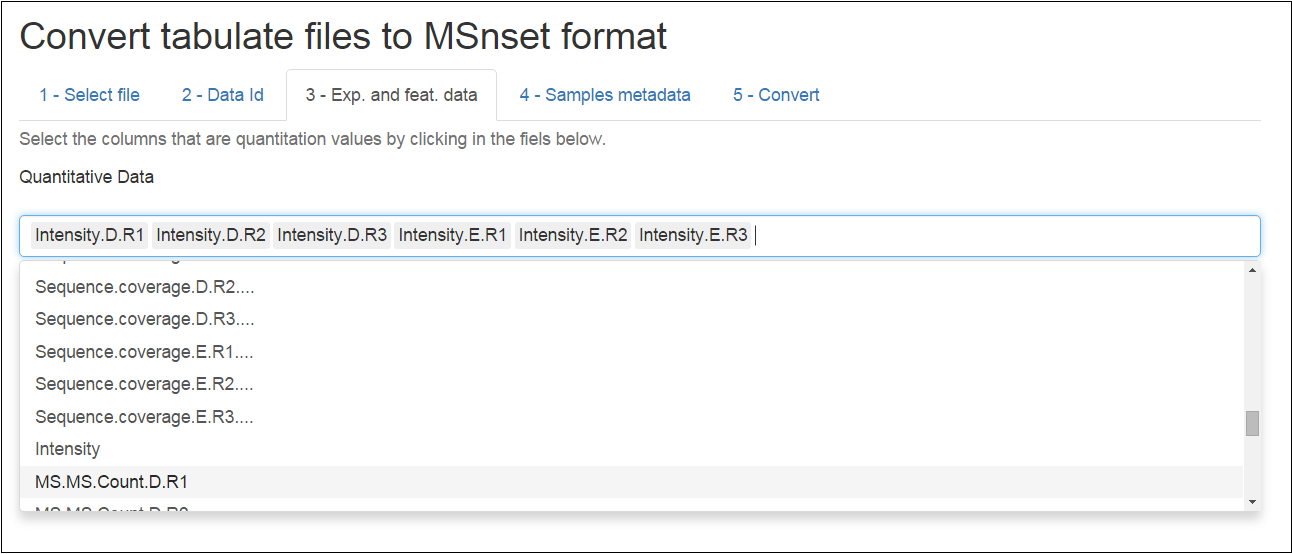 Convert tabulate files to MSnset format
1 - Select file 2 - Data Id 3 - Exp. and feat. data 4 - Samples metadata 5 - Convert
Select the columns that are quantitation values by clicking in the fiels below.
Quantitative Data
Intensity.D.R1 Intensity.D.R2 Intensity.D.R3 Intensity.E.R1 Intensity.E.R2 Intensity.E.R3
Sequence.coverage.D.R2....
Sequence.coverage.D.R3....
Sequence.coverage.E.R1....
Sequence.coverage.E.R2....
Sequence.coverage.E.R3....
Intensity
MS.MS.Count.D.R1